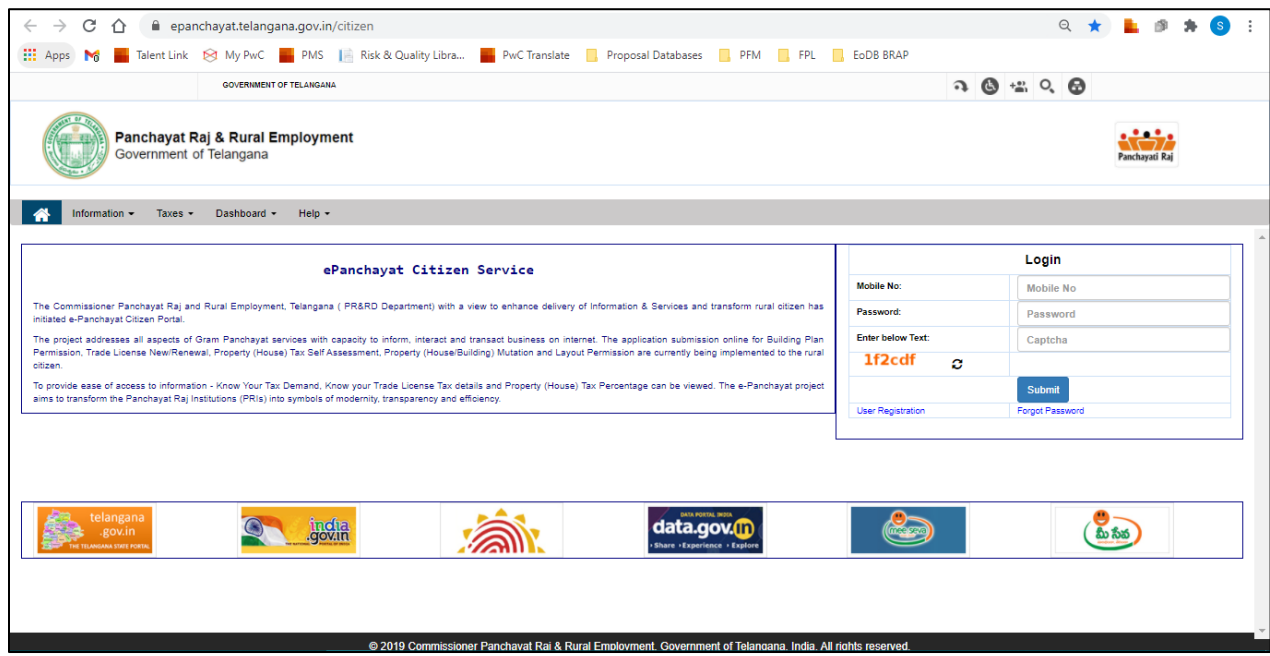 epanchayat.telangana.gov.in/citizen
S
Apps Talent Link My PwC PMS Risk & Quality Libra... PwC Translate Proposal Databases PFM FPL EoDB BRAP
GOVERNMENT OF TELANGANA
Panchayat Raj & Rural Employment
Government of Telangana
Panchayati Raj
Information Taxes Dashboard Help
ePanchayat Citizen Service
The Commissioner Panchayat Raj and Rural Employment, Telangana ( PR&RD Department) with a view to enhance delivery of Information & Services and transform rural citizen has
initiated e-Panchayat Citizen Portal.
The project addresses all aspects of Gram Panchayat services with capacity to inform, interact and transact business on internet. The application submission online for Building Plan
Permission, Trade License New/Renewal, Property (House) Tax Self Assessment, Property (House/Building) Mutation and Layout Permission are currently being implemented to the rural
citizen.
To provide ease of access to information - Know Your Tax Demand, Know your Trade License Tax details and Property (House) Tax Percentage can be viewed. The e-Panchayat project
aims to transform the Panchayat Raj Institutions (PRIs) into symbols of modernity, transparency and efficiency.
Login
Mobile No: Mobile No
Password: Password
Enter below Text: Captcha
1f2cdf
Submit
User Registration Forgot Password
telangana
.gov.in
THE TELANGANA STATE PORTAL
india
.gov.in
DATA PORTAL INDIA
data.gov.in
Share Experience Explore
mee seva
మీ సేవ
© 2019 Commissioner Panchayat Raj & Rural Employment. Government of Telangana. India. All rights reserved.